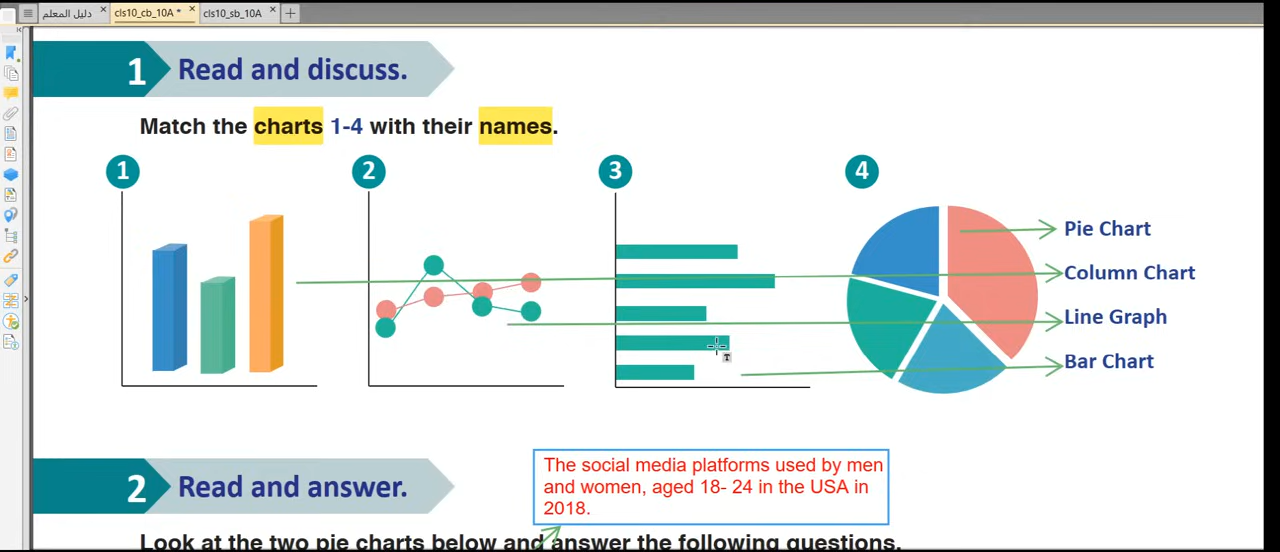 دليل المعلم
cls10_cb_10A *
cls10_sb_10A
1 Read and discuss.
Match the charts 1-4 with their names.
1
2
3
4
Pie Chart
Column Chart
Line Graph
Bar Chart
2 Read and answer.
The social media platforms used by men
and women, aged 18- 24 in the USA in
2018.
Look at the two pie charts below and answer the following questions.